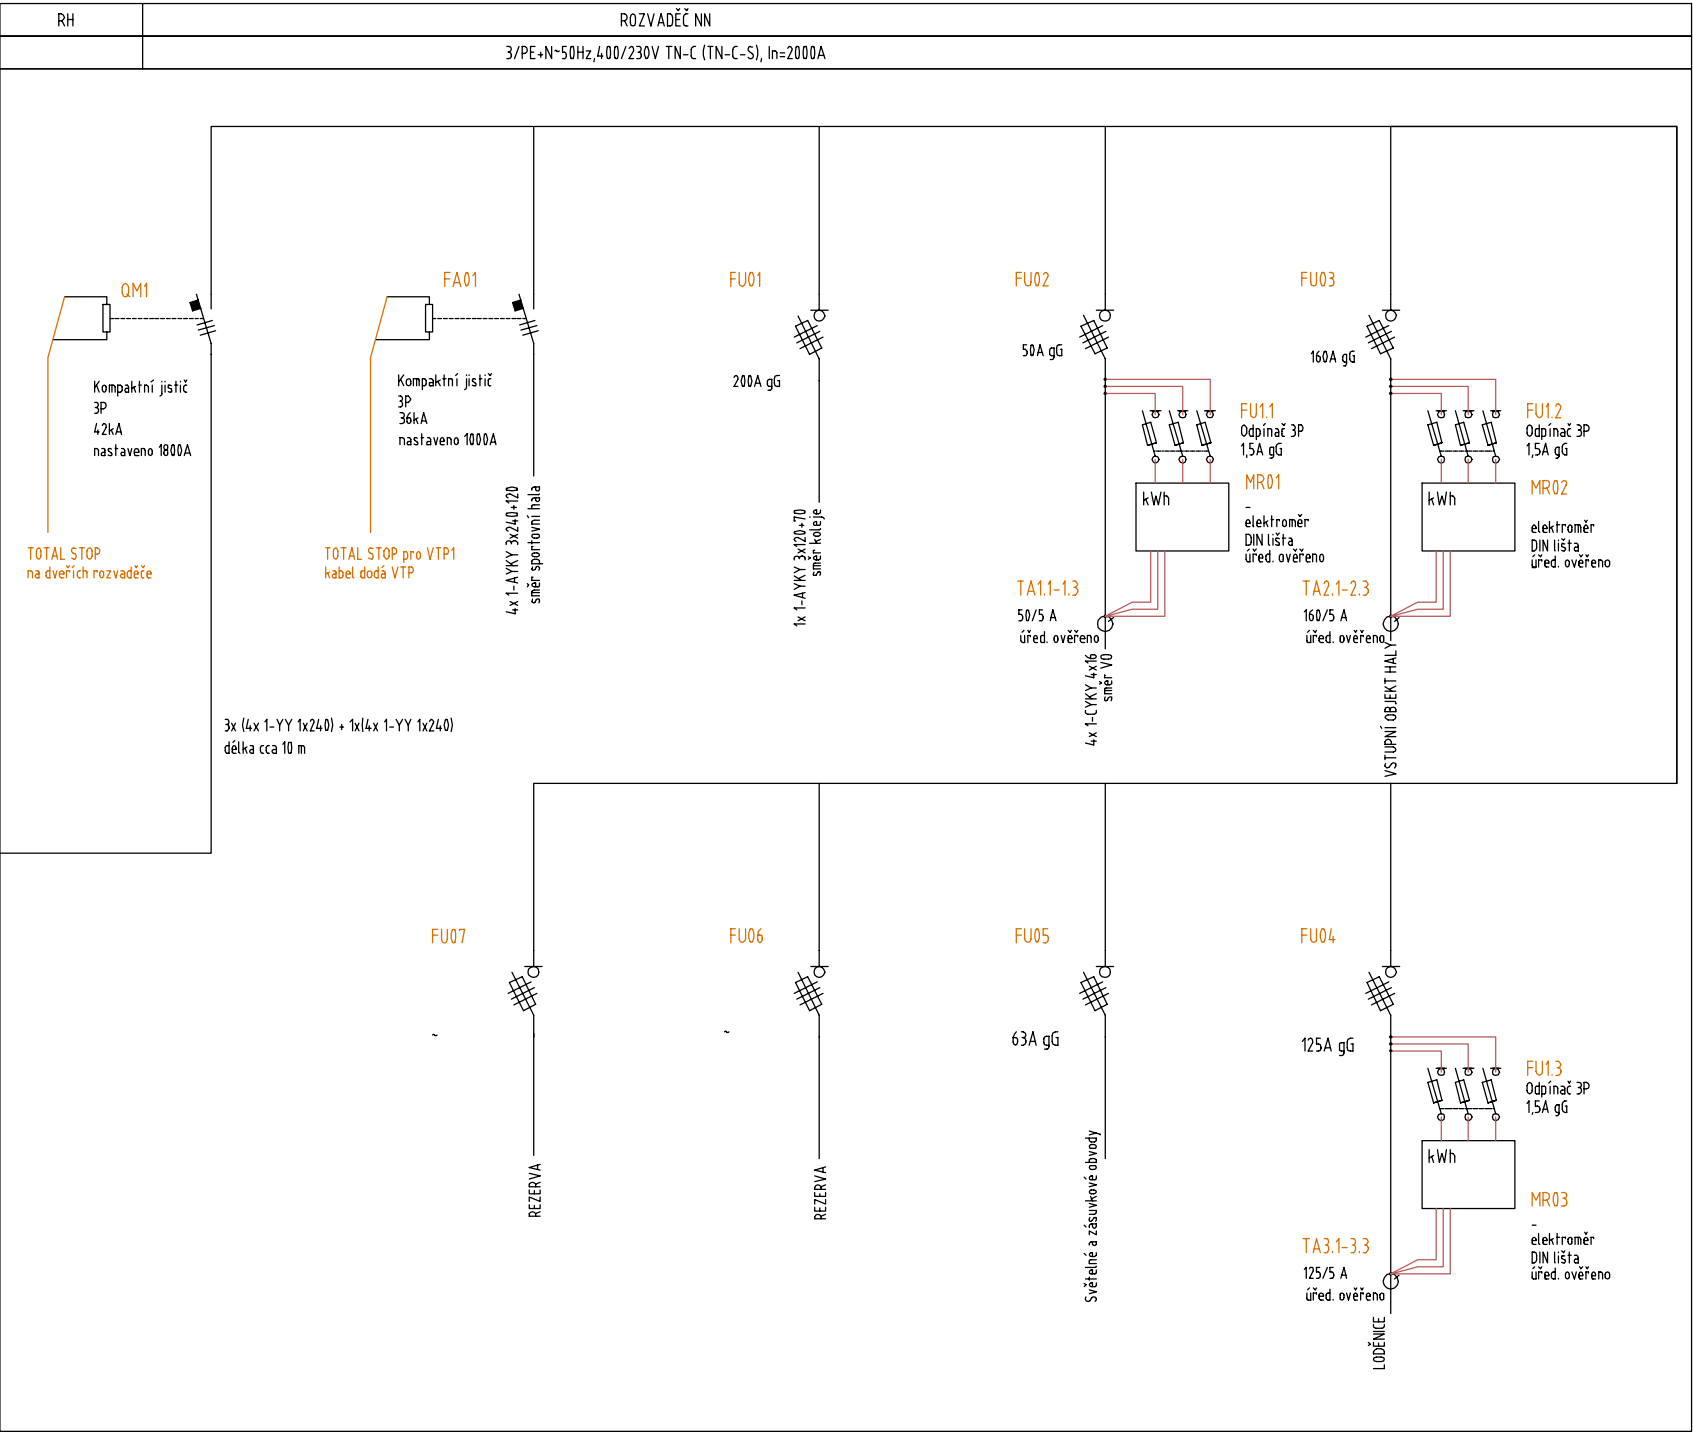 RH
ROZVADĚČ NN
3/PE+N~50Hz,400/230V TN-C (TN-C-S), In=2000A
QM1
Kompaktní jistič
3P
42kA
nastaveno 1800A
TOTAL STOP
na dveřích rozvaděče
3x (4x 1-YY 1x240) + 1x(4x 1-YY 1x240)
délka cca 10 m
FA01
Kompaktní jistič
3P
36kA
nastaveno 1000A
TOTAL STOP pro VTP1
kabel dodá VTP
4x 1-AYKY 3x240+120
směr sportovní hala
FU01
200A gG
1x 1-AYKY 3x120+70
směr koleje
FU02
50A gG
FU1.1
Odpínač 3P
1,5A gG
kWh
MR01
-
elektroměr
DIN lišta
úřed. ověřeno
TA1.1-1.3
50/5 A
úřed. ověřeno
4x 1-CYKY 4x16
směr VO
FU03
160A gG
FU1.2
Odpínač 3P
1,5A gG
kWh
MR02
elektroměr
DIN lišta
úřed. ověřeno
TA2.1-2.3
160/5 A
úřed. ověřeno
VSTUPNÍ OBJEKT HALY
FU07
~
REZERVA
FU06
~
REZERVA
FU05
63A gG
Světelné a zásuvkové obvody
FU04
125A gG
FU1.3
Odpínač 3P
1,5A gG
kWh
MR03
-
elektroměr
DIN lišta
úřed. ověřeno
TA3.1-3.3
125/5 A
úřed. ověřeno
LODĚNICE